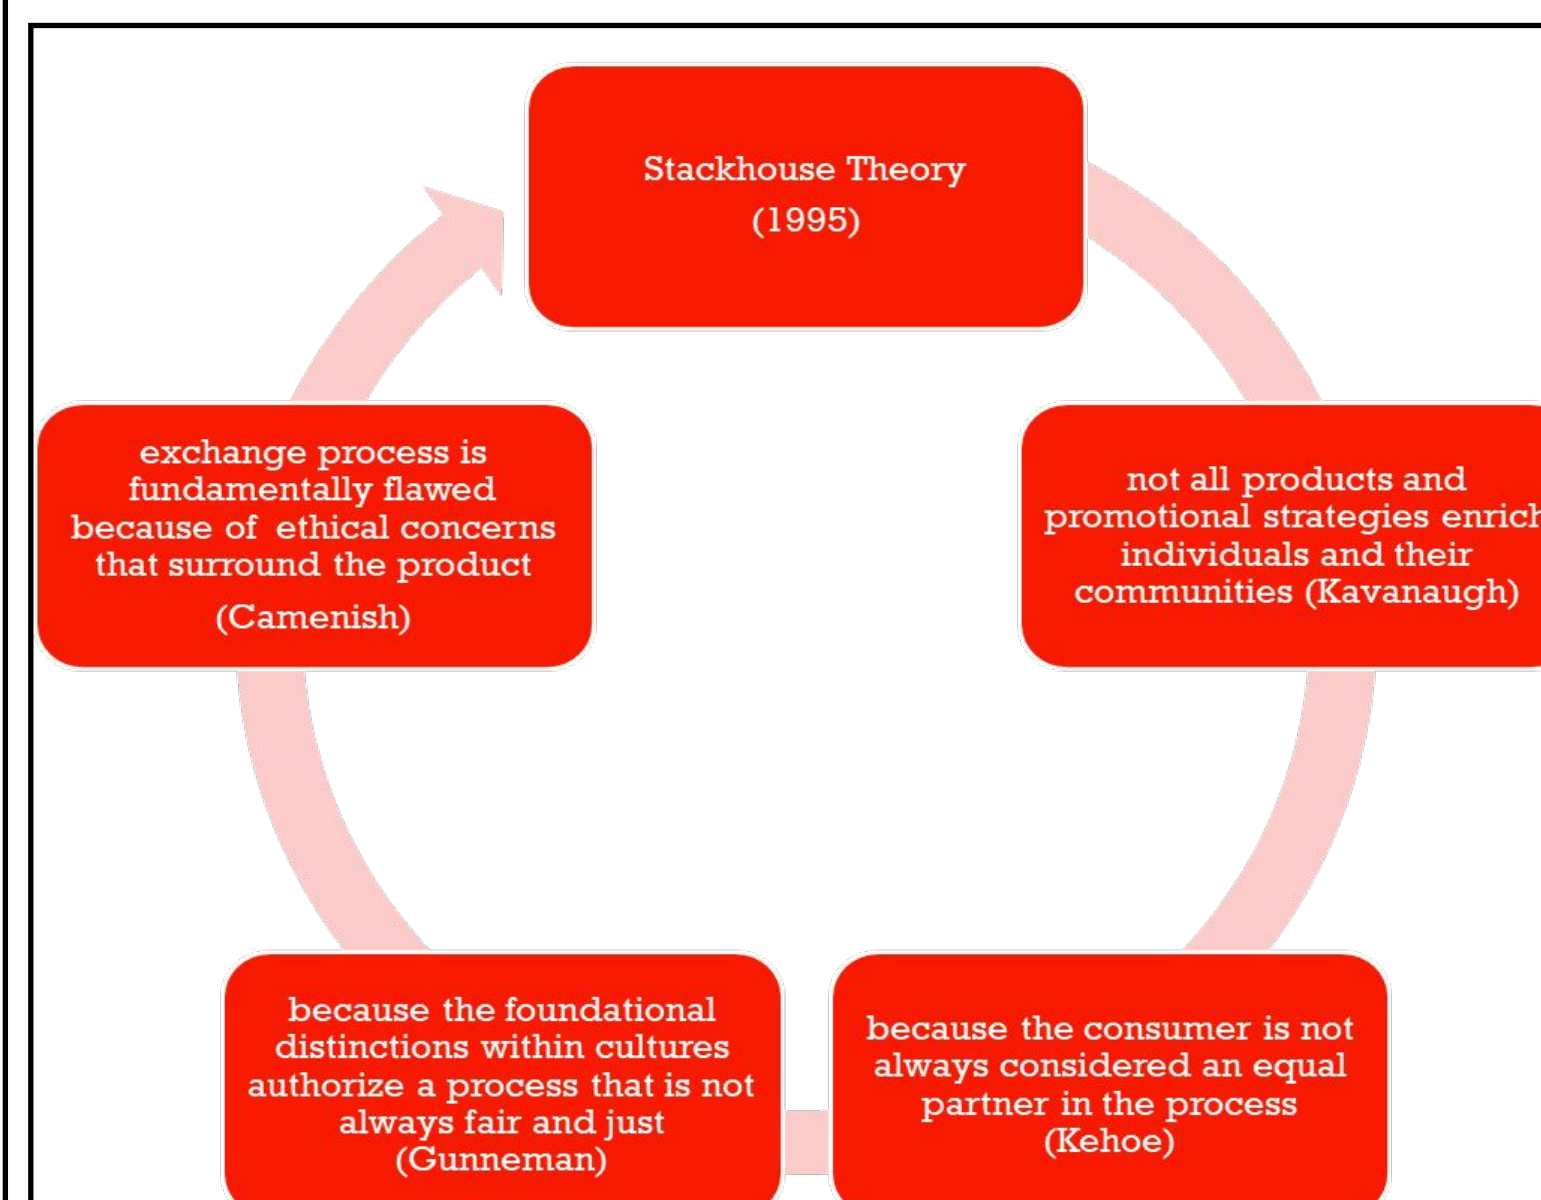 Stackhouse Theory
(1995)
not all products and
promotional strategies enrich
individuals and their
communities (Kavanaugh)
because the consumer is not
always considered an equal
partner in the process
(Kehoe)
because the foundational
distinctions within cultures
authorize a process that is not
always fair and just
(Gunneman)
exchange process is
fundamentally flawed
because of ethical concerns
that surround the product
(Camenish)